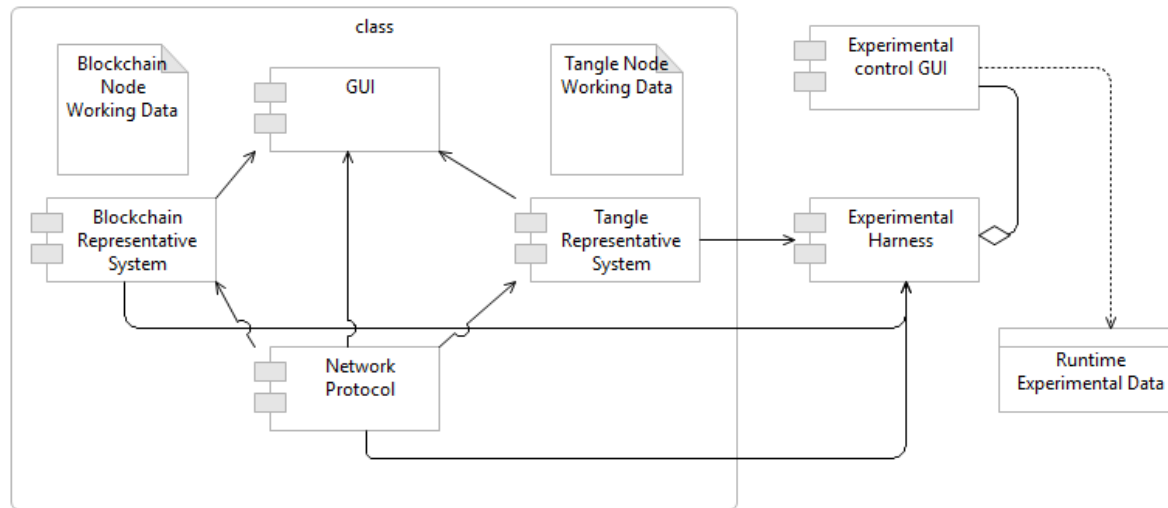 class
Blockchain
Node
Working Data
GUI
Tangle Node
Working Data
Experimental
control GUI
Blockchain
Representative
System
Tangle
Representative
System
Experimental
Harness
Network
Protocol
Runtime
Experimental Data